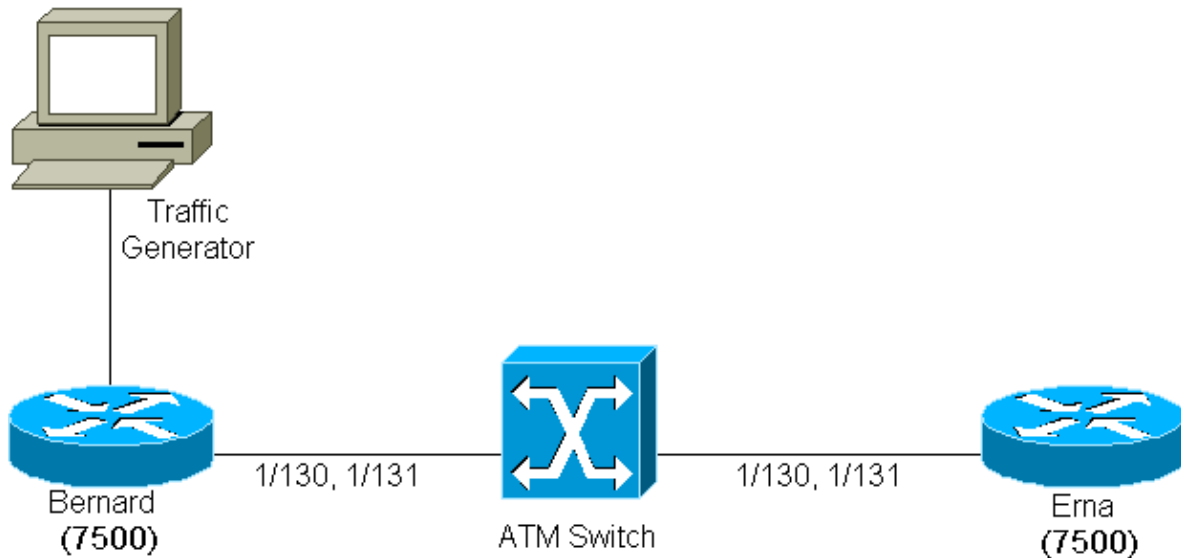 Traffic
Generator
1/130, 1/131
1/130, 1/131
Bernard
(7500)
ATM Switch
Erna
(7500)